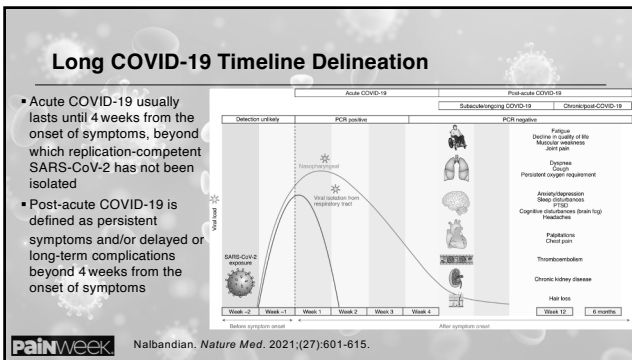 Long COVID-19 Timeline Delineation
▪ Acute COVID-19 usually
lasts until 4 weeks from the
onset of symptoms, beyond
which replication-competent
SARS-CoV-2 has not been
isolated
▪ Post-acute COVID-19 is
defined as persistent
symptoms and/or delayed or
long-term complications
beyond 4 weeks from the
onset of symptoms
Acute COVID-19
Post-acute COVID-19
Subacute/ongoing COVID-19
Chronic/post-COVID-19
Detection unlikely
PCR positive
PCR negative
Viral load
Nasopharyngeal
Viral isolation from
respiratory tract
SARS-CoV-2
exposure
Fatigue
Decline in quality of life
Muscular weakness
Joint pain
Dyspnea
Cough
Persistent oxygen requirement
Anxiety/depression
Sleep disturbances
PTSD
Cognitive disturbances (brain fog)
Headaches
Palpitations
Chest pain
Thromboembolism
Chronic kidney disease
Hair loss
Week –2
Week –1
Week 1
Week 2
Week 3
Week 4
Week 12
6 months
Before symptom onset
After symptom onset
PAINWEEK.
Nalbandian. Nature Med. 2021;(27):601-615.